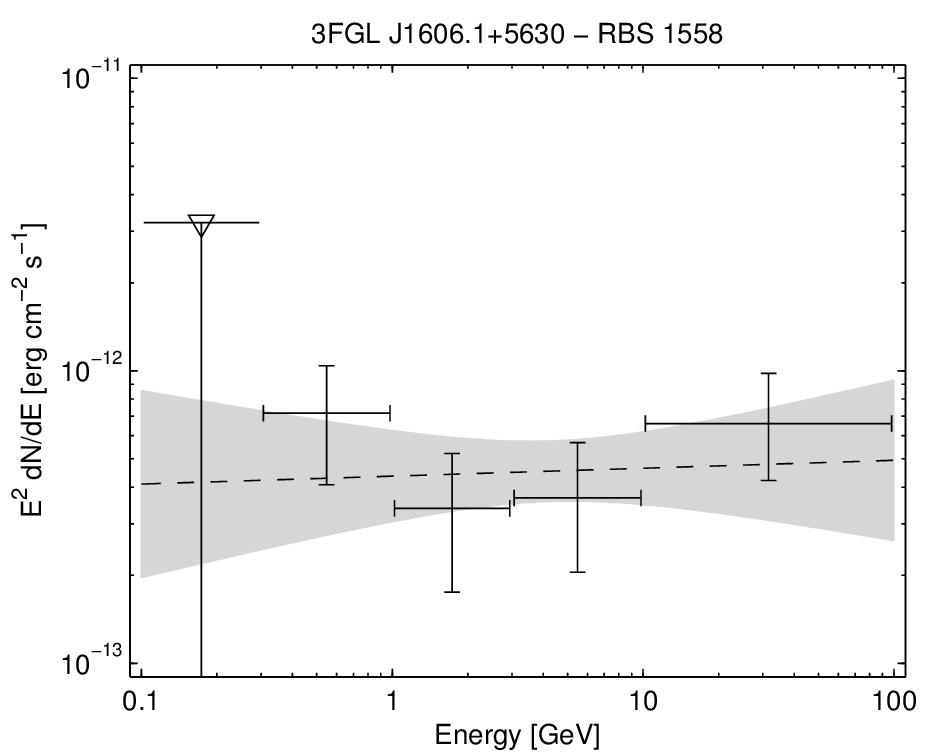 3FGL J1606.1+5630 − RBS 1558
10⁻¹¹
10⁻¹²
10⁻¹³
E² dN/dE [erg cm⁻² s⁻¹]
0.1 1 10 100
Energy [GeV]